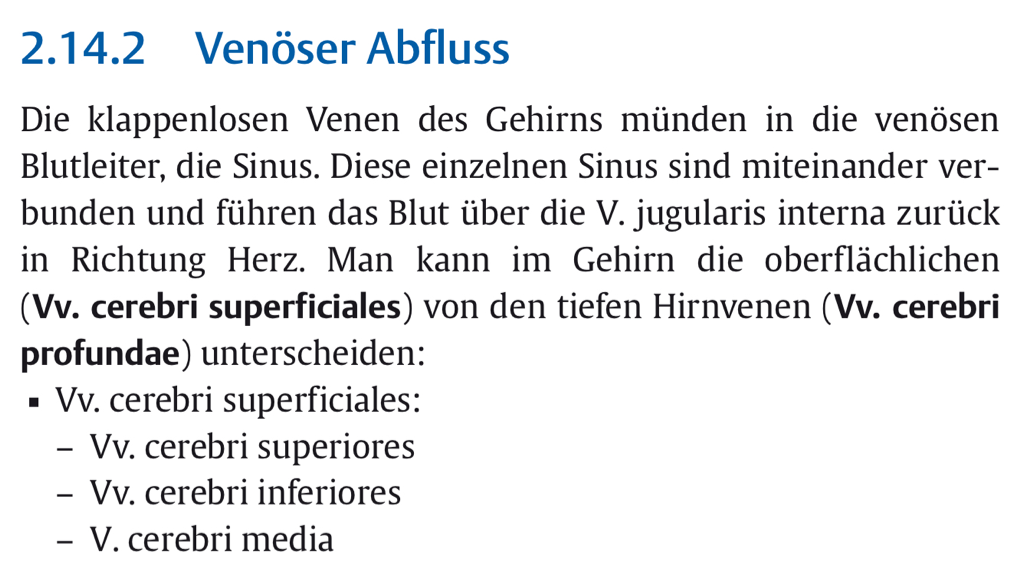 2.14.2 Venöser Abfluss
Die klappenlosen Venen des Gehirns münden in die venösen
Blutleiter, die Sinus. Diese einzelnen Sinus sind miteinander ver-
bunden und führen das Blut über die V. jugularis interna zurück
in Richtung Herz. Man kann im Gehirn die oberflächlichen
(Vv. cerebri superficiales) von den tiefen Hirnvenen (Vv. cerebri
profundae) unterscheiden:
▪ Vv. cerebri superficiales:
– Vv. cerebri superiores
– Vv. cerebri inferiores
– V. cerebri media